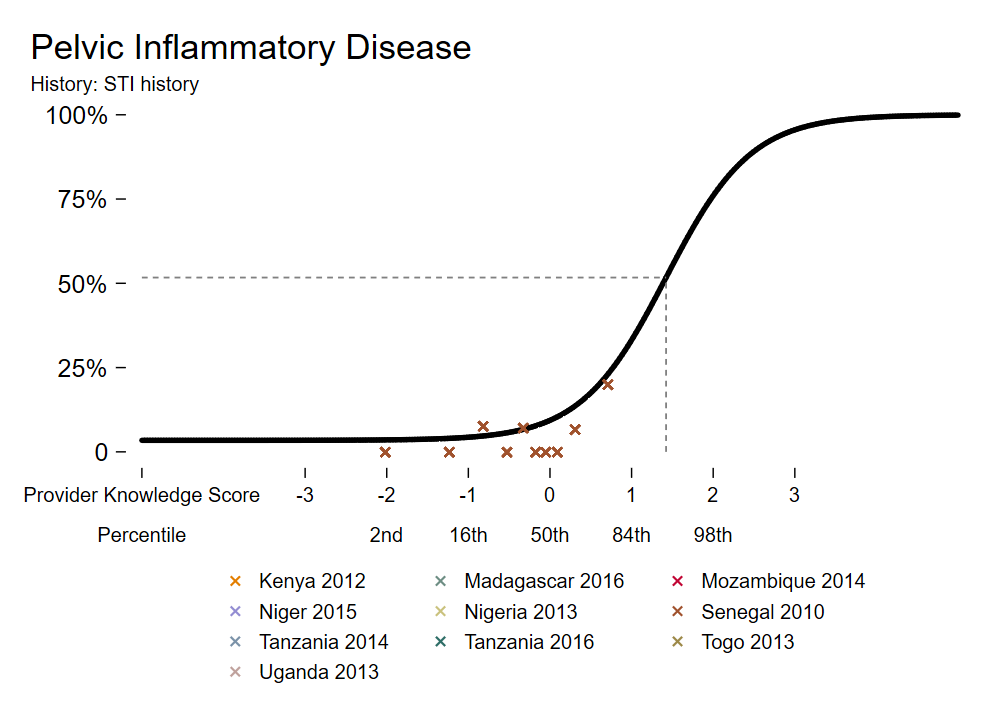 Pelvic Inflammatory Disease
History: STI history
100%
75%
50%
25%
0
Provider Knowledge Score -3 -2 -1 0 1 2 3
Percentile 2nd 16th 50th 84th 98th
Kenya 2012 Madagascar 2016 Mozambique 2014
Niger 2015 Nigeria 2013 Senegal 2010
Tanzania 2014 Tanzania 2016 Togo 2013
Uganda 2013